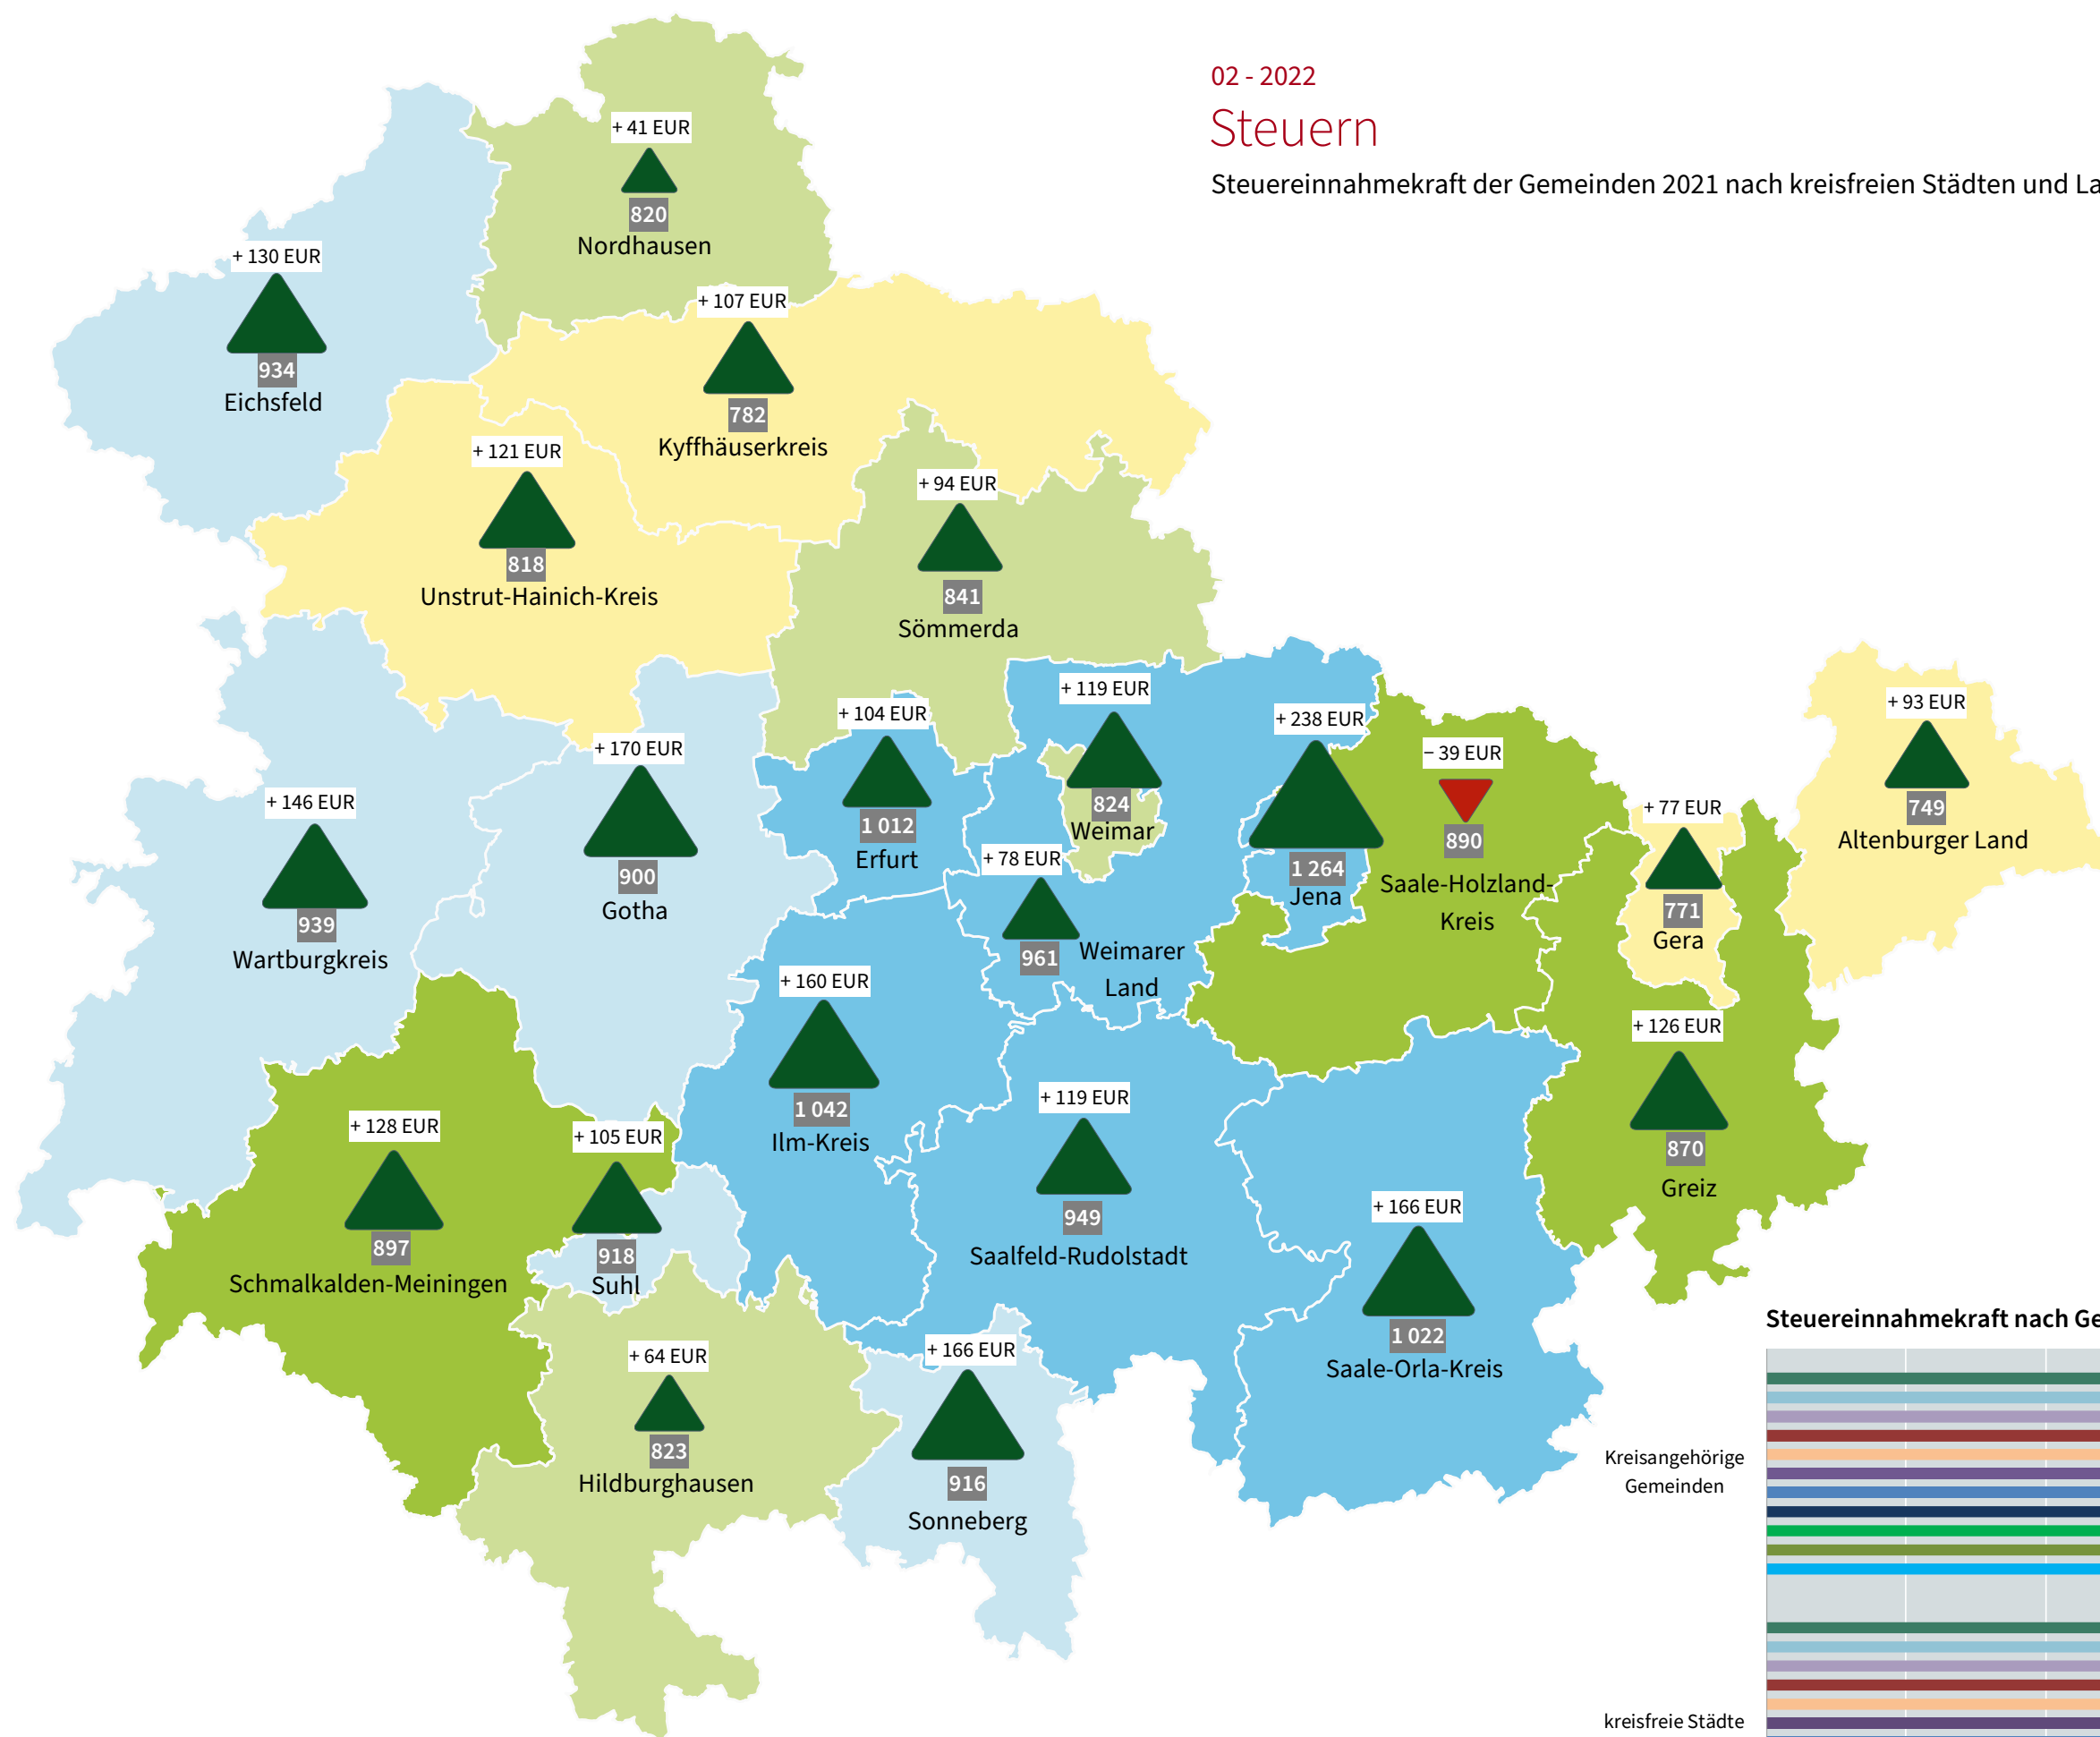 02 - 2022
Steuern
Steuereinnahmekraft der Gemeinden 2021 nach kreisfreien Städten und
+ 41 EUR
820
Nordhausen
+ 130 EUR
934
Eichsfeld
+ 107 EUR
782
Kyffhäuserkreis
+ 121 EUR
818
Unstrut-Hainich-Kreis
+ 94 EUR
841
Sömmerda
+ 119 EUR
824
Weimar
+ 104 EUR
1 012
Erfurt
+ 238 EUR
1 264
Jena
− 39 EUR
890
Saale-Holzland-
Kreis
+ 77 EUR
771
Gera
+ 93 EUR
749
Altenburger Land
+ 170 EUR
900
Gotha
+ 146 EUR
939
Wartburgkreis
+ 78 EUR
961
Weimarer
Land
+ 160 EUR
1 042
Ilm-Kreis
+ 126 EUR
870
Greiz
+ 128 EUR
897
Schmalkalden-Meiningen
+ 105 EUR
918
Suhl
+ 119 EUR
949
Saalfeld-Rudolstadt
+ 166 EUR
1 022
Saale-Orla-Kreis
+ 64 EUR
823
Hildburghausen
+ 166 EUR
916
Sonneberg
Steuereinnahmekraft nach
Kreisangehörige
Gemeinden
kreisfreie Städte